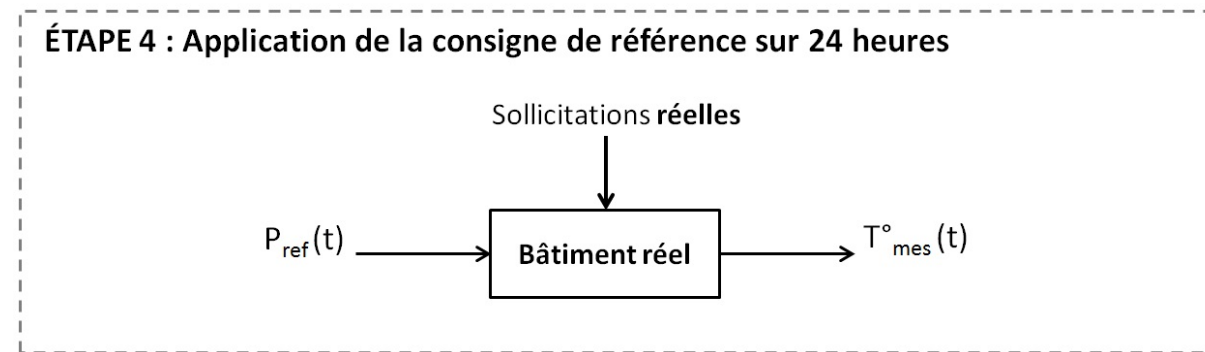 ÉTAPE 4 : Application de la consigne de référence sur 24 heures
Sollicitations réelles
P_ref(t)
Bâtiment réel
T°_mes(t)